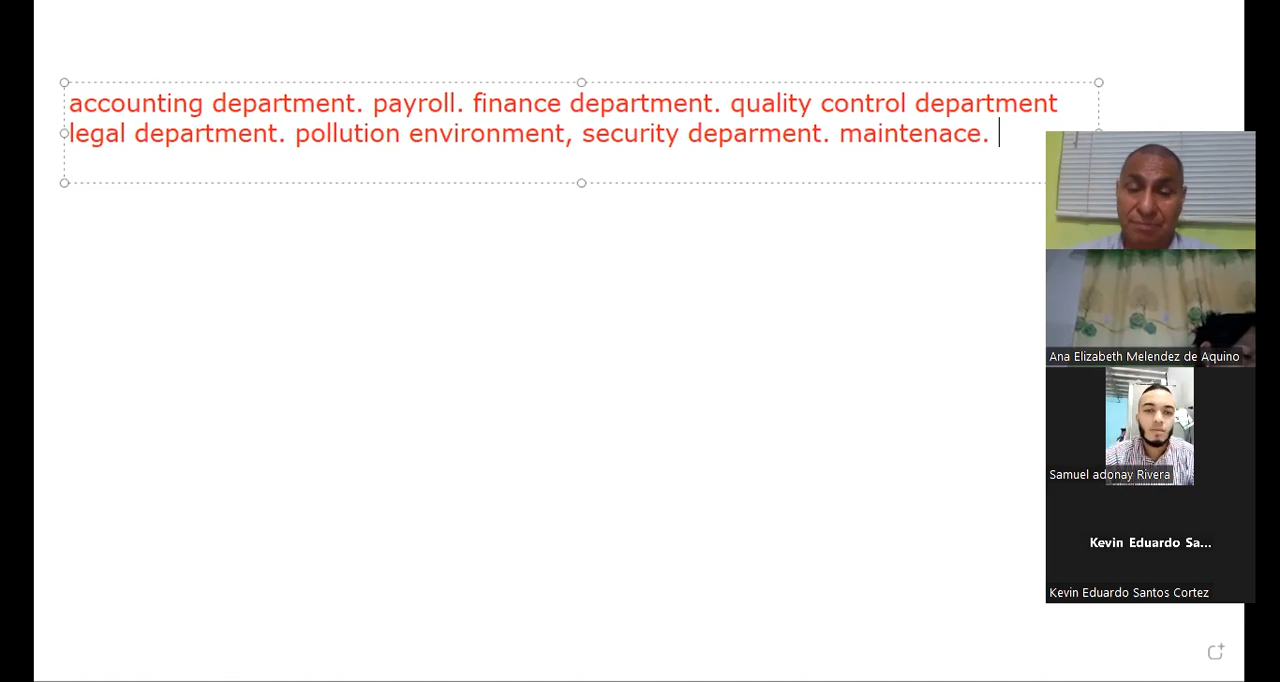 accounting department. payroll. finance department. quality control department
legal department. pollution environment, security deparment. maintenace.
Ana Elizabeth Melendez de Aquino
Samuel adonay Rivera
Kevin Eduardo Sa...
Kevin Eduardo Santos Cortez